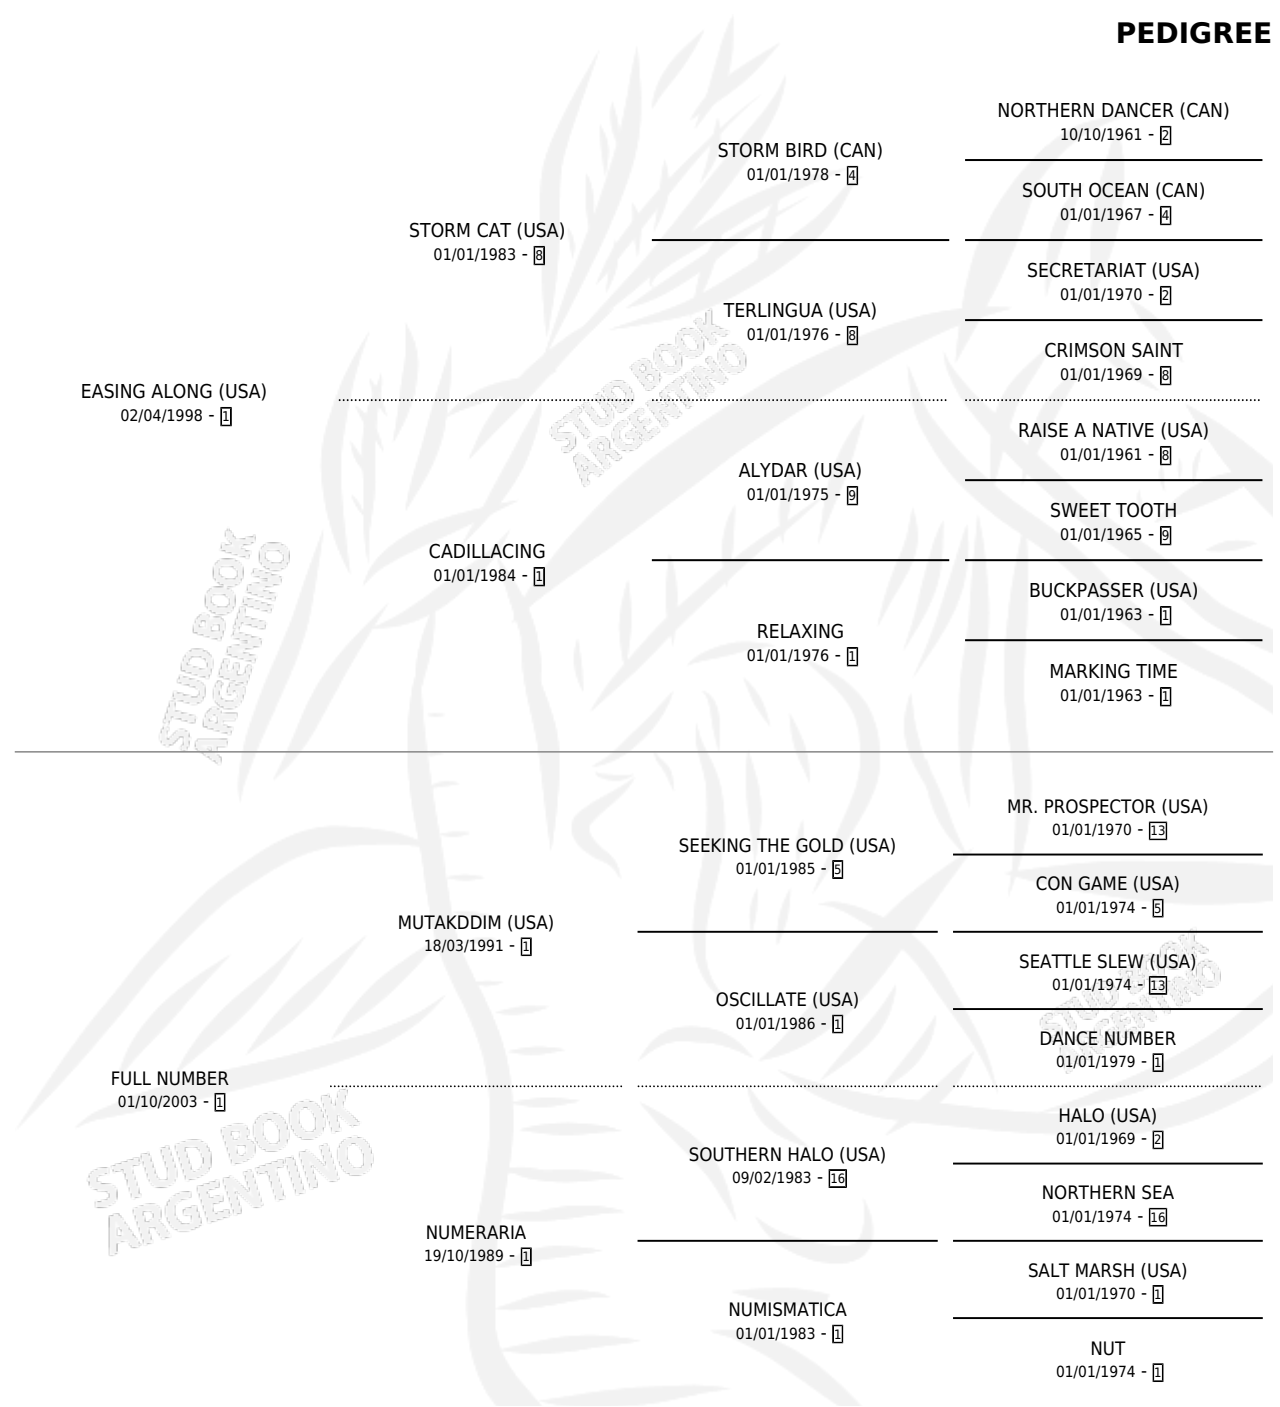 PEDIGREE
NORTHERN DANCER (CAN)
10/10/1961 - 2
STORM BIRD (CAN)
01/01/1978 - 4
SOUTH OCEAN (CAN)
01/01/1967 - 4
STORM CAT (USA)
01/01/1983 - 8
SECRETARIAT (USA)
01/01/1970 - 2
TERLINGUA (USA)
01/01/1976 - 8
CRIMSON SAINT
01/01/1969 - 8
EASING ALONG (USA)
02/04/1998 - 1
RAISE A NATIVE (USA)
01/01/1961 - 8
ALYDAR (USA)
01/01/1975 - 9
SWEET TOOTH
01/01/1965 - 9
CADILLACING
01/01/1984 - 1
BUCKPASSER (USA)
01/01/1963 - 1
RELAXING
01/01/1976 - 1
MARKING TIME
01/01/1963 - 1
MR. PROSPECTOR (USA)
01/01/1970 - 13
SEEKING THE GOLD (USA)
01/01/1985 - 5
CON GAME (USA)
01/01/1974 - 5
MUTAKDDIM (USA)
18/03/1991 - 1
SEATTLE SLEW (USA)
01/01/1974 - 13
OSCILLATE (USA)
01/01/1986 - 1
DANCE NUMBER
01/01/1979 - 1
FULL NUMBER
01/10/2003 - 1
HALO (USA)
01/01/1969 - 2
SOUTHERN HALO (USA)
09/02/1983 - 16
NORTHERN SEA
01/01/1974 - 16
NUMERARIA
19/10/1989 - 1
SALT MARSH (USA)
01/01/1970 - 1
NUMISMATICA
01/01/1983 - 1
NUT
01/01/1974 - 1
STUD BOOK
ARGENTINO
STUD BOOK
ARGENTINO
STUD BOOK
ARGENTINO
STUD BOOK
ARGENTINO